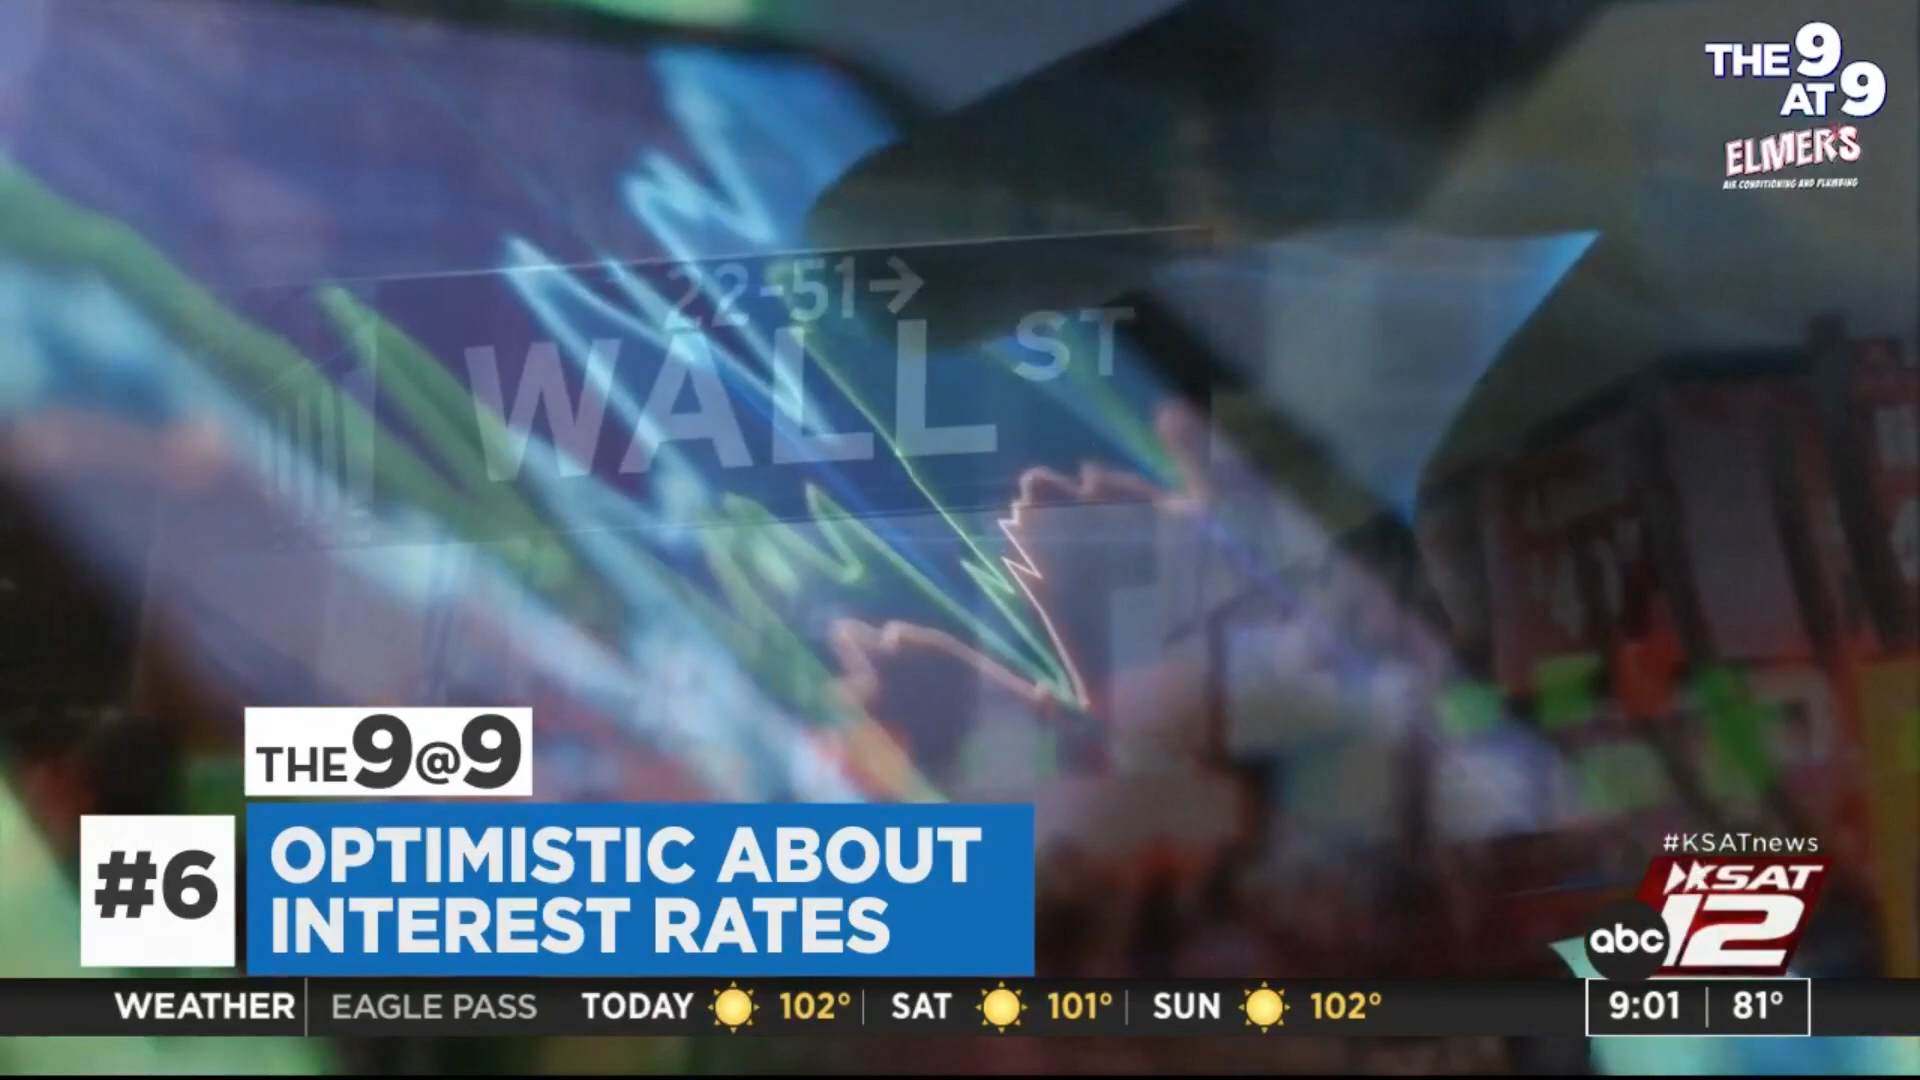 THE 9
AT 9
ELMER'S
AIR CONDITIONING AND PLUMBING
22-51→
WALL ST
THE 9@9
#6
OPTIMISTIC ABOUT
INTEREST RATES
#KSATnews
KSAT
abc 12
WEATHER EAGLE PASS TODAY 102° SAT 101° SUN 102° 9:01 81°